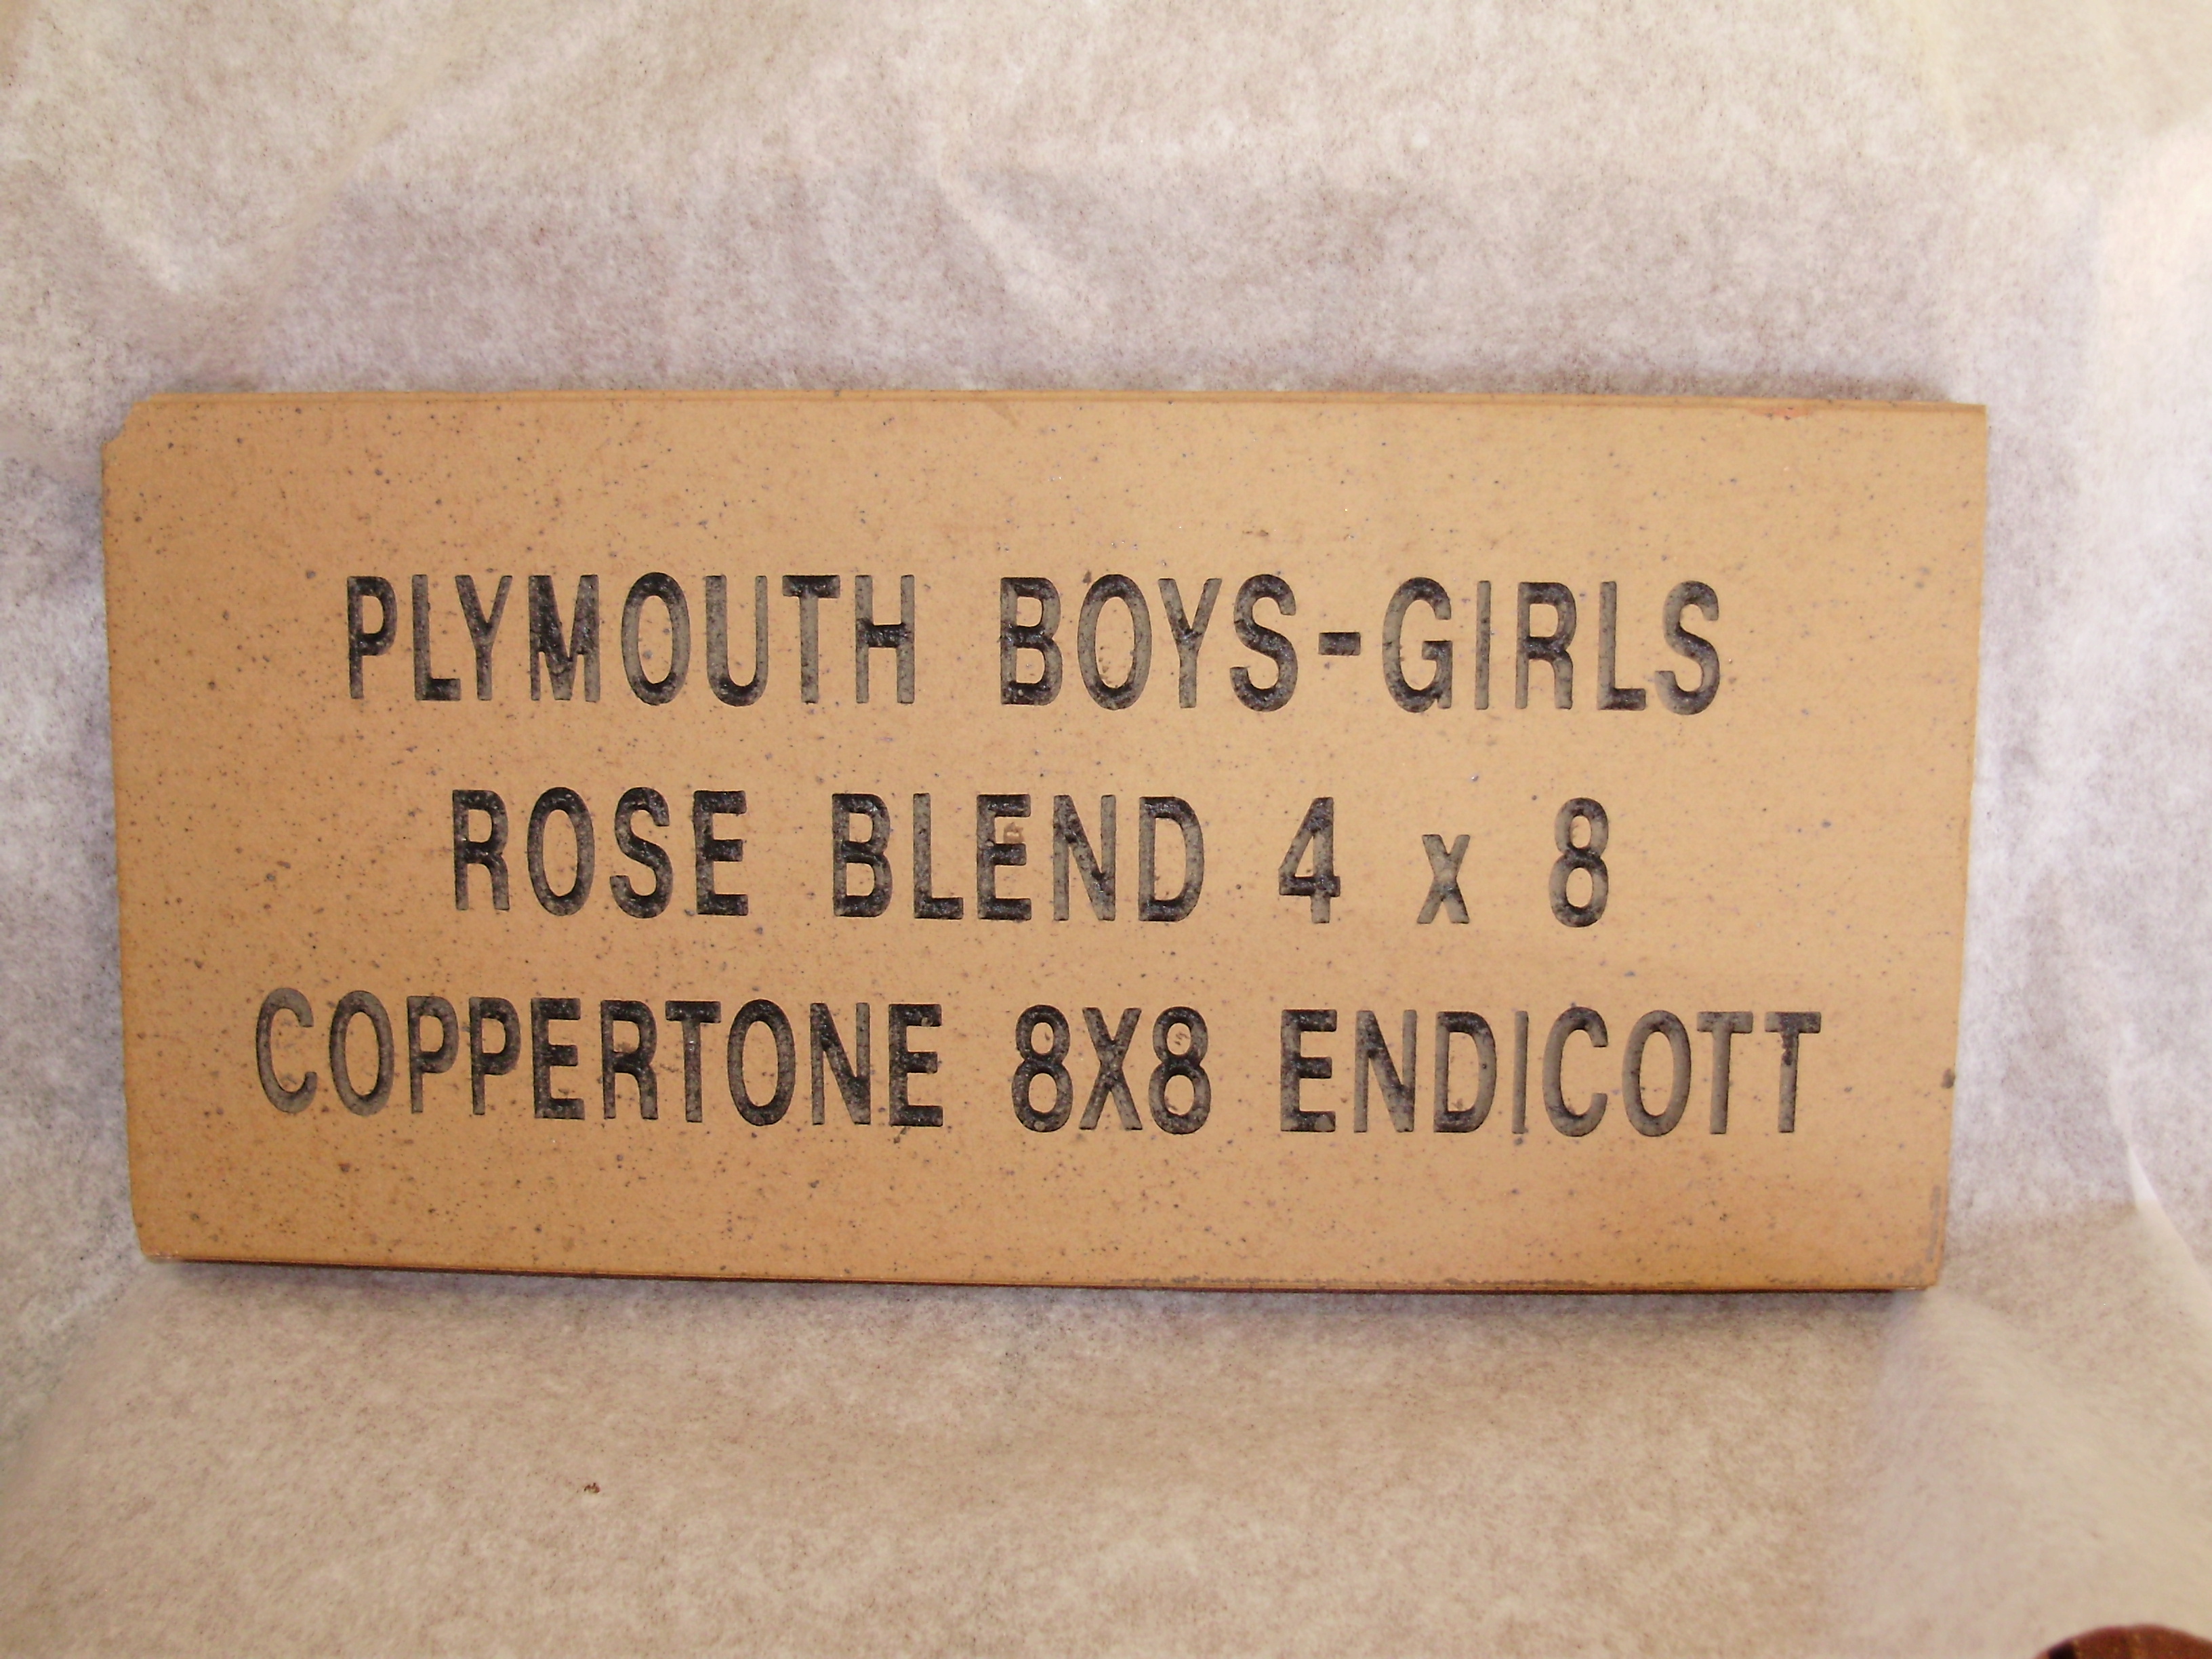 PLYMOUTH BOYS-GIRLS
ROSE BLEND 4 x 8
COPPERTONE 8X8 ENDICOTT